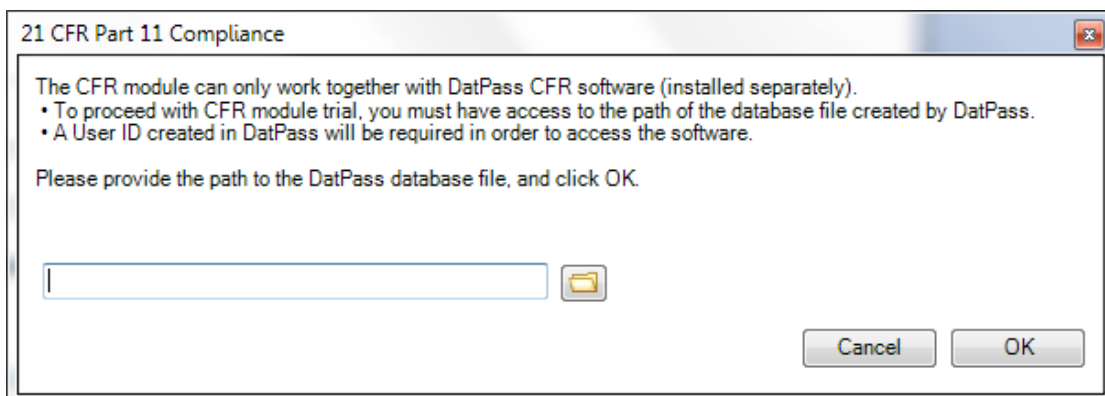 21 CFR Part 11 Compliance
The CFR module can only work together with DatPass CFR software (installed separately).
• To proceed with CFR module trial, you must have access to the path of the database file created by DatPass.
• A User ID created in DatPass will be required in order to access the software.
Please provide the path to the DatPass database file, and click OK.
Cancel OK